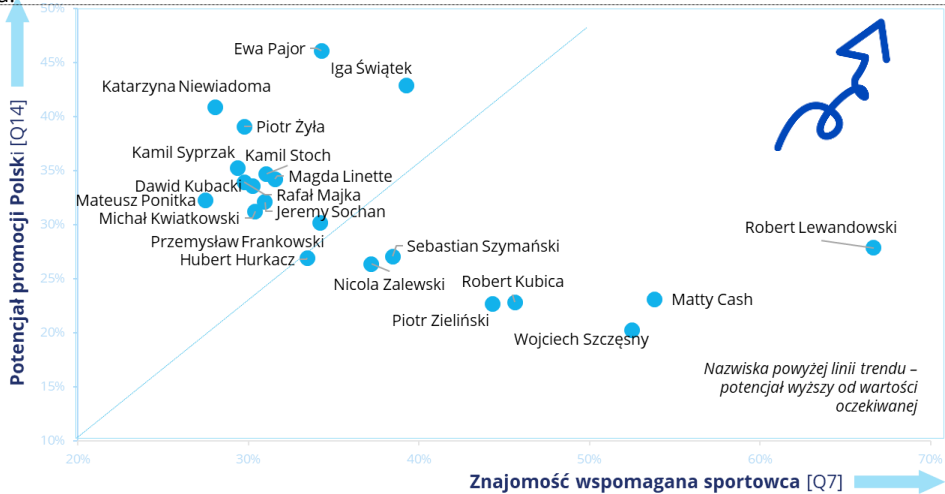 50%
45%
40%
35%
30%
25%
20%
15%
10%
Potencjał promocji Polski [Q14]
Ewa Pajor
Iga Świątek
Katarzyna Niewiadoma
Piotr Żyła
Kamil Syprzak
Kamil Stoch
Magda Linette
Dawid Kubacki
Rafał Majka
Mateusz Ponitka
Jeremy Sochan
Michał Kwiatkowski
Przemysław Frankowski
Hubert Hurkacz
Sebastian Szymański
Nicola Zalewski
Robert Kubica
Piotr Zieliński
Matty Cash
Wojciech Szczęsny
Robert Lewandowski
Nazwiska powyżej linii trendu –
potencjał wyższy od wartości
oczekiwanej
20%
30%
40%
50%
60%
70%
Znajomość wspomagana sportowca [Q7]